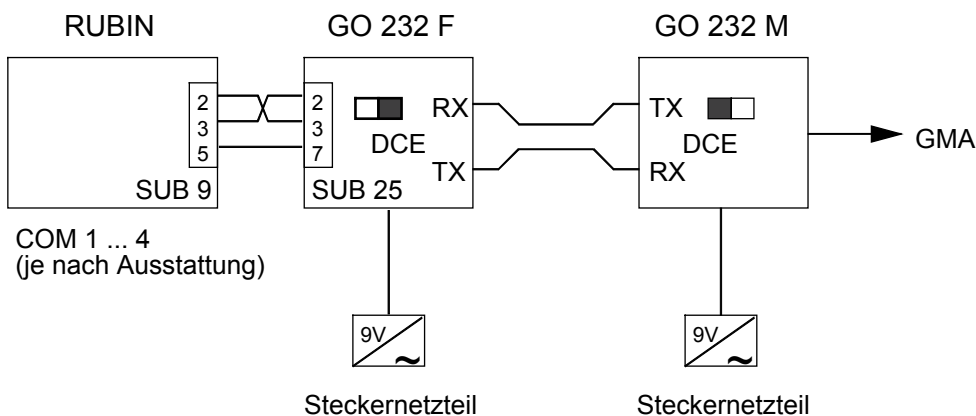 RUBIN
GO 232 F
GO 232 M
2
3
5
SUB 9
2
3
7
SUB 25
DCE
RX
TX
TX
RX
DCE
GMA
COM 1 ... 4
(je nach Ausstattung)
9V
~
9V
~
Steckernetzteil
Steckernetzteil